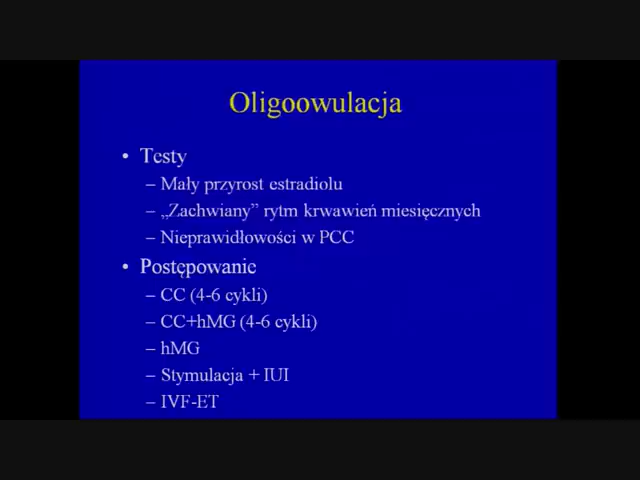 Oligoowulacja
• Testy
– Mały przyrost estradiolu
– „Zachwiany” rytm krwawień miesięcznych
– Nieprawidłowości w PCC
• Postępowanie
– CC (4-6 cykli)
– CC+hMG (4-6 cykli)
– hMG
– Stymulacja + IUI
– IVF-ET